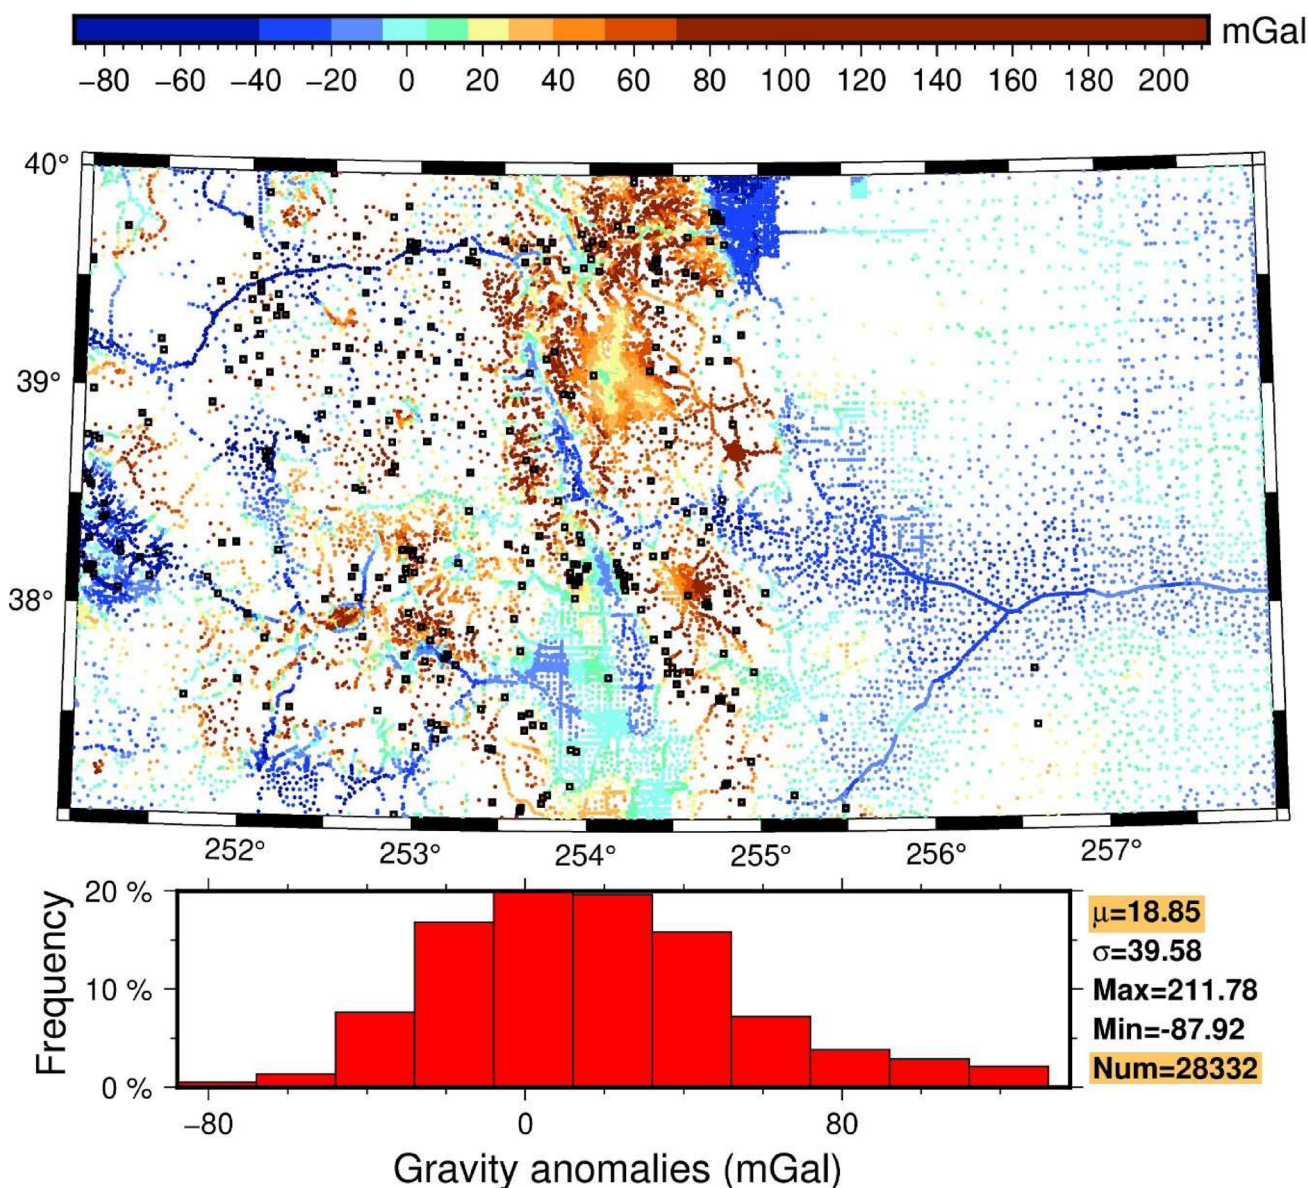 mGal
−80 −60 −40 −20 0 20 40 60 80 100 120 140 160 180 200
40°
39°
38°
252° 253° 254° 255° 256° 257°
20 %
10 %
0 %
Frequency
−80 0 80
Gravity anomalies (mGal)
μ=18.85
σ=39.58
Max=211.78
Min=-87.92
Num=28332